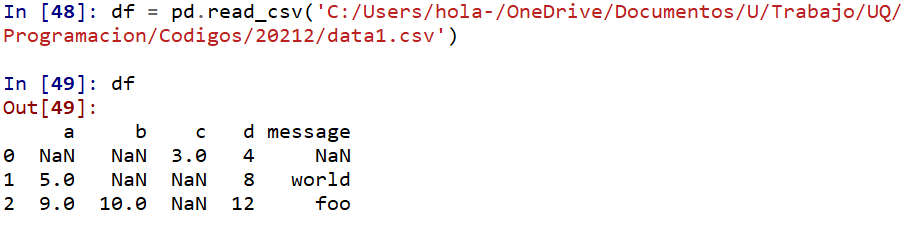 In [48]: df = pd.read_csv('C:/Users/hola-/OneDrive/Documentos/U/Trabajo/UQ/
Programacion/Codigos/20212/data1.csv')
In [49]: df
Out[49]:
a b c d message
0 NaN NaN 3.0 4 NaN
1 5.0 NaN NaN 8 world
2 9.0 10.0 NaN 12 foo